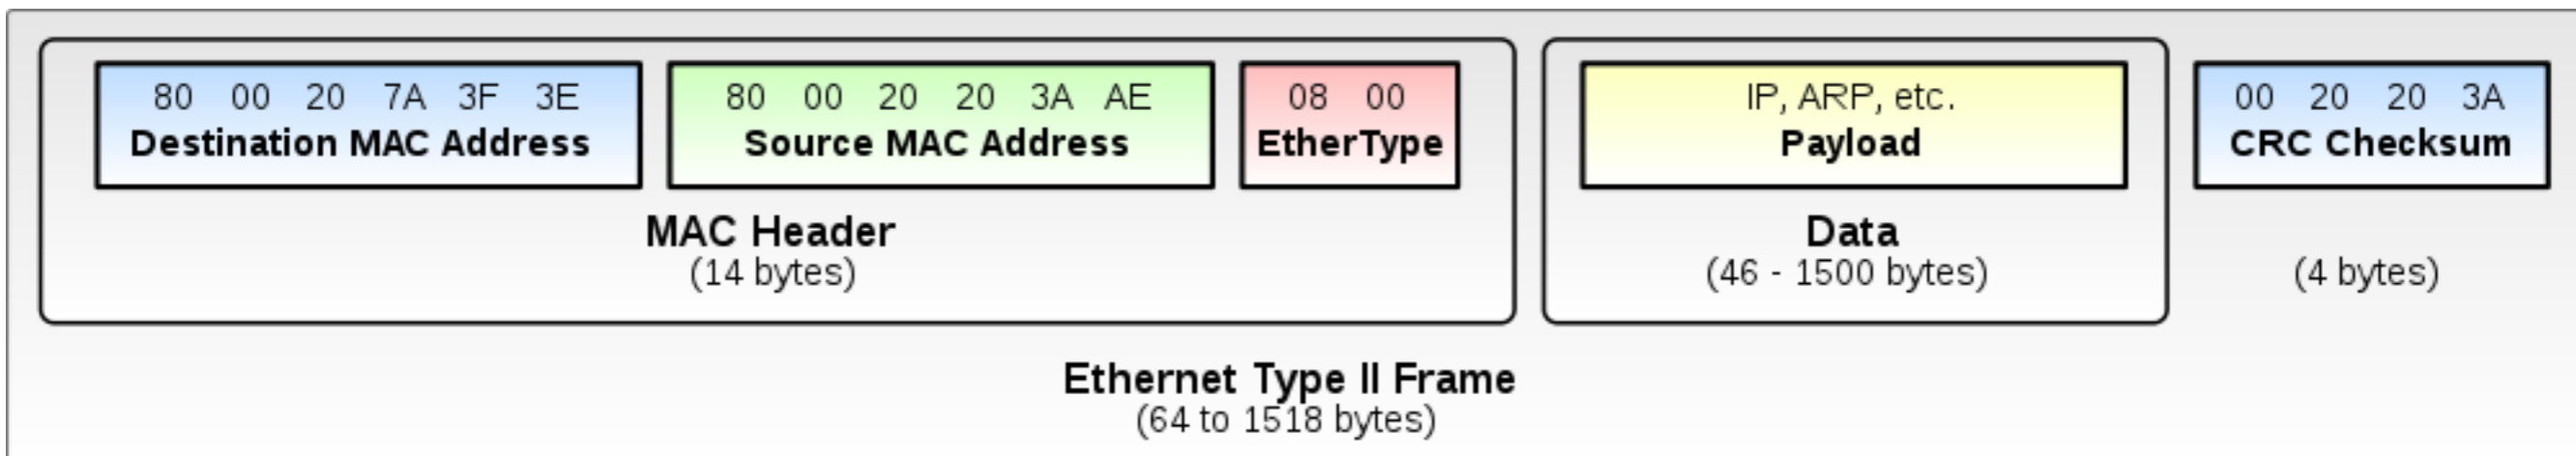 80 00 20 7A 3F 3E
Destination MAC Address
80 00 20 20 3A AE
Source MAC Address
08 00
EtherType
MAC Header
(14 bytes)
IP, ARP, etc.
Payload
Data
(46 - 1500 bytes)
00 20 20 3A
CRC Checksum
(4 bytes)
Ethernet Type II Frame
(64 to 1518 bytes)